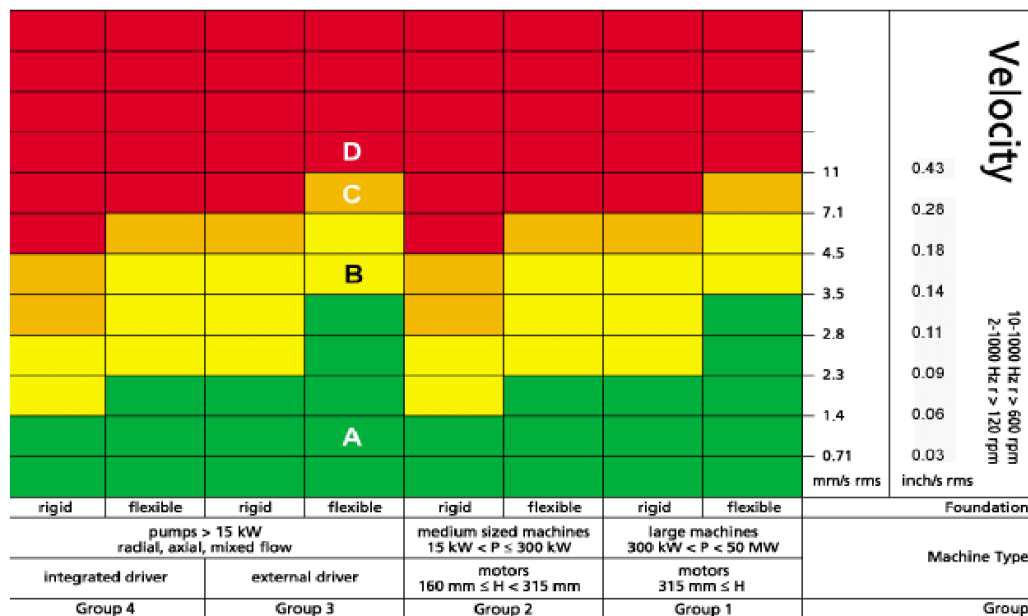 D
C
B
A
11
7.1
4.5
3.5
2.8
2.3
1.4
0.71
mm/s rms
0.43
0.28
0.18
0.14
0.11
0.09
0.06
0.03
inch/s rms
Velocity
10-1000 Hz r > 600 rpm
2-1000 Hz r > 120 rpm
rigid flexible rigid flexible rigid flexible rigid flexible Foundation
pumps > 15 kW
radial, axial, mixed flow
medium sized machines
15 kW < P ≤ 300 kW
large machines
300 kW < P < 50 MW
Machine Type
integrated driver
external driver
motors
160 mm ≤ H < 315 mm
motors
315 mm ≤ H
Group 4 Group 3 Group 2 Group 1 Group